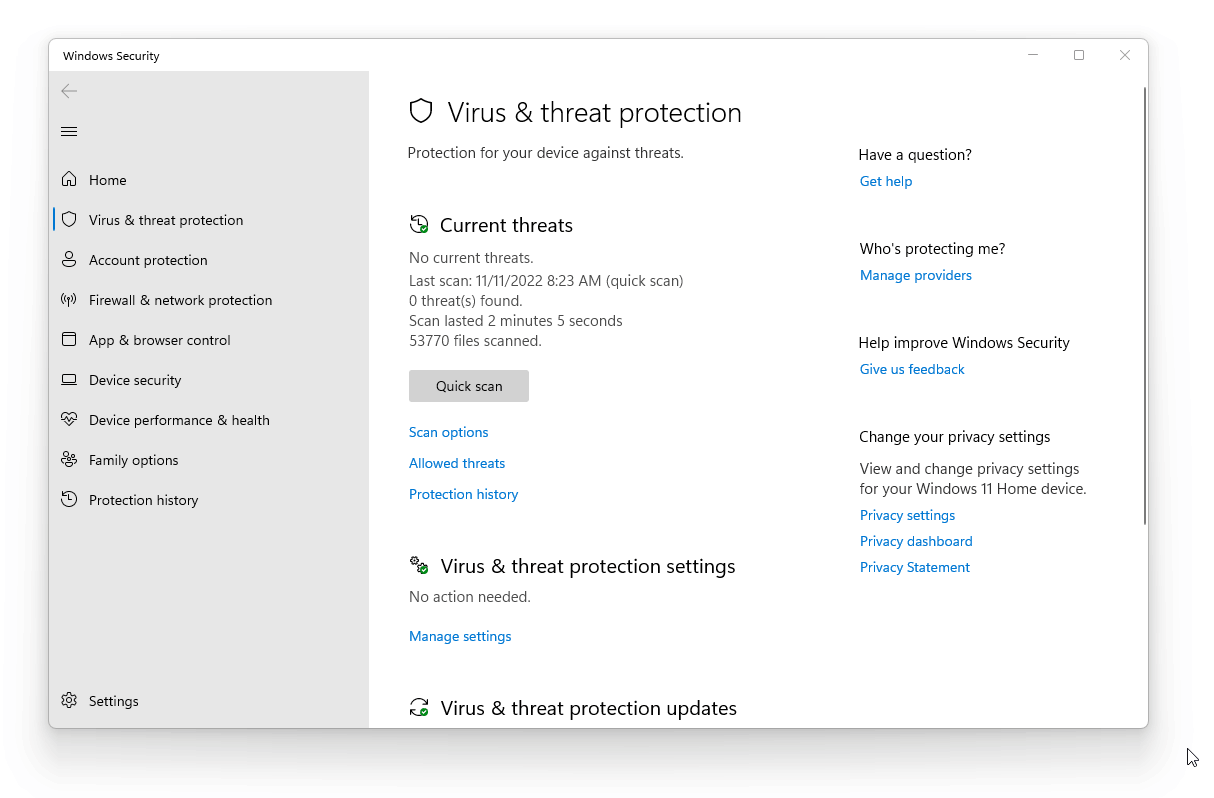 Windows Security
Home
Virus & threat protection
Account protection
Firewall & network protection
App & browser control
Device security
Device performance & health
Family options
Protection history
Settings
Virus & threat protection
Protection for your device against threats.
Current threats
No current threats.
Last scan: 11/11/2022 8:23 AM (quick scan)
0 threat(s) found.
Scan lasted 2 minutes 5 seconds
53770 files scanned.
Quick scan
Scan options
Allowed threats
Protection history
Virus & threat protection settings
No action needed.
Manage settings
Virus & threat protection updates
Have a question?
Get help
Who's protecting me?
Manage providers
Help improve Windows Security
Give us feedback
Change your privacy settings
View and change privacy settings
for your Windows 11 Home device.
Privacy settings
Privacy dashboard
Privacy Statement